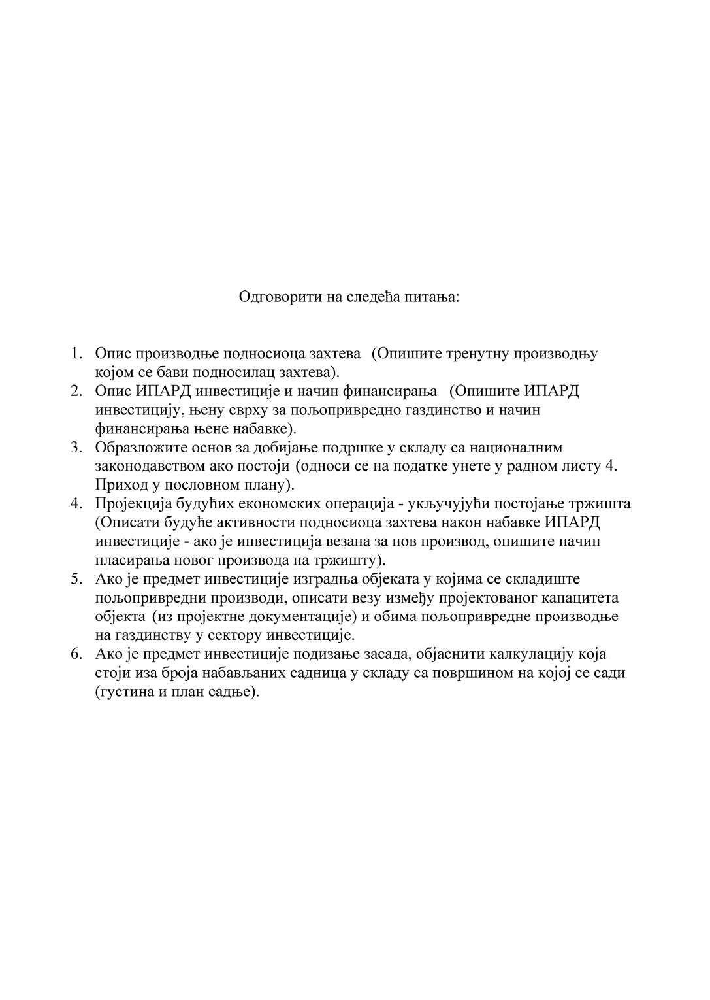 Одговорити на следећа питања:
1. Опис производње подносиоца захтева (Опишите тренутну производњу
којом се бави подносилац захтева).
2. Опис ИПАРД инвестиције и начин финансирања (Опишите ИПАРД
инвестицију, њену сврху за пољопривредно газдинство и начин
финансирања њене набавке).
3. Образложите основ за добијање подршке у складу са националним
законодавством ако постоји (односи се на податке унете у радном листу 4.
Приход у пословном плану).
4. Пројекција будућих економских операција - укључујући постојање тржишта
(Описати будуће активности подносиоца захтева након набавке ИПАРД
инвестиције - ако је инвестиција везана за нов производ, опишите начин
пласирања новог производа на тржишту).
5. Ако је предмет инвестиције изградња објеката у којима се складиште
пољопривредни производи, описати везу између пројектованог капацитета
објекта (из пројектне документације) и обима пољопривредне производње
на газдинству у сектору инвестиције.
6. Ако је предмет инвестиције подизање засада, објаснити калкулацију која
стоји иза броја набављаних садница у складу са површином на којој се сади
(густина и план садње).